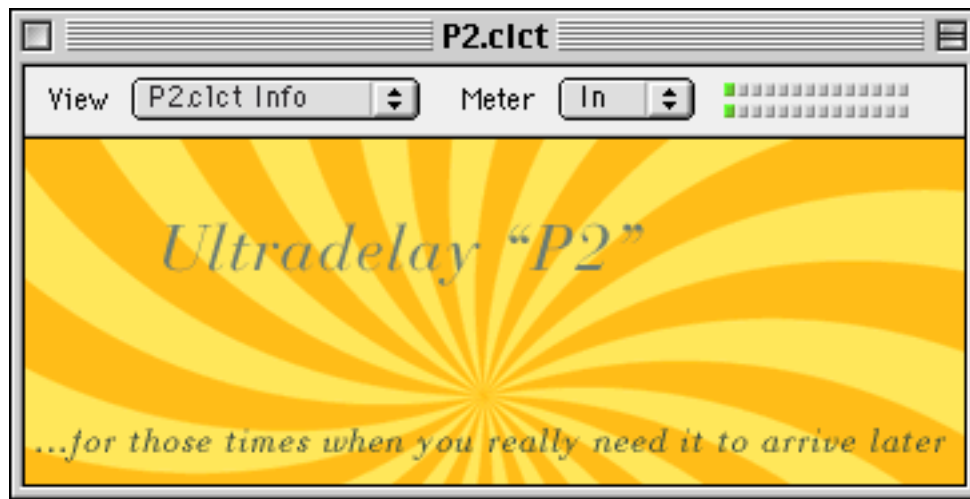 P2.clct
View P2.clct Info Meter In
Ultradelay “P2”
...for those times when you really need it to arrive later